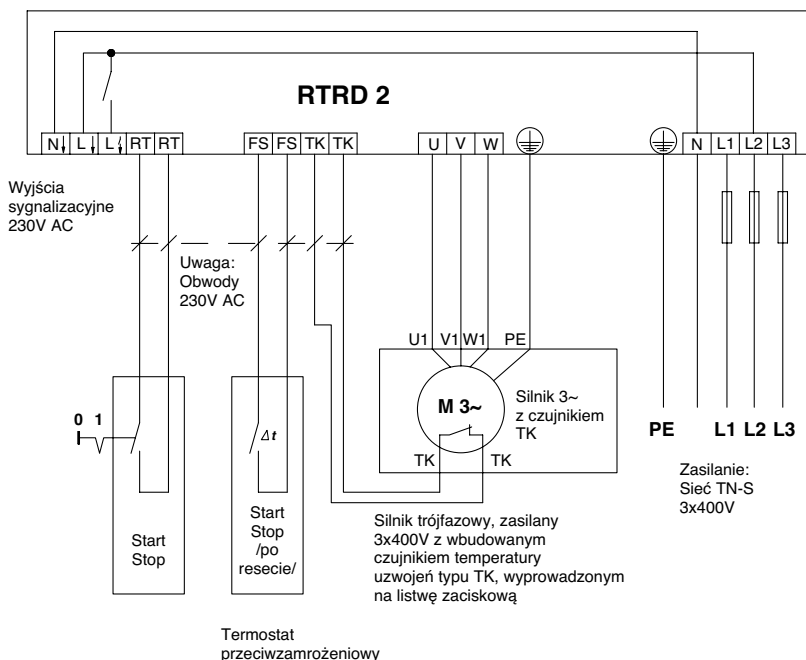 RTRD 2
N L L RT RT FS FS TK TK U V W N L1 L2 L3
Wyjścia
sygnalizacyjne
230V AC
Uwaga:
Obwody
230V AC
U1 V1 W1 PE
M 3~
Silnik 3~
z czujnikiem
TK
TK TK
0 1
Δt
Start
Stop
Start
Stop
/po
resecie/
PE L1 L2 L3
Zasilanie:
Sieć TN-S
3x400V
Silnik trójfazowy, zasilany
3x400V z wbudowanym
czujnikiem temperatury
uzwojeń typu TK, wyprowadzonym
na listwę zaciskową
Termostat
przeciwzamrożeniowy